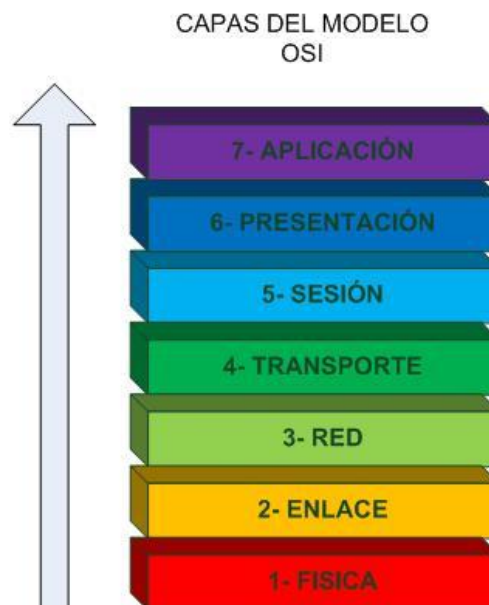 CAPAS DEL MODELO
OSI
7- APLICACIÓN
6- PRESENTACIÓN
5- SESIÓN
4- TRANSPORTE
3- RED
2- ENLACE
1- FISICA